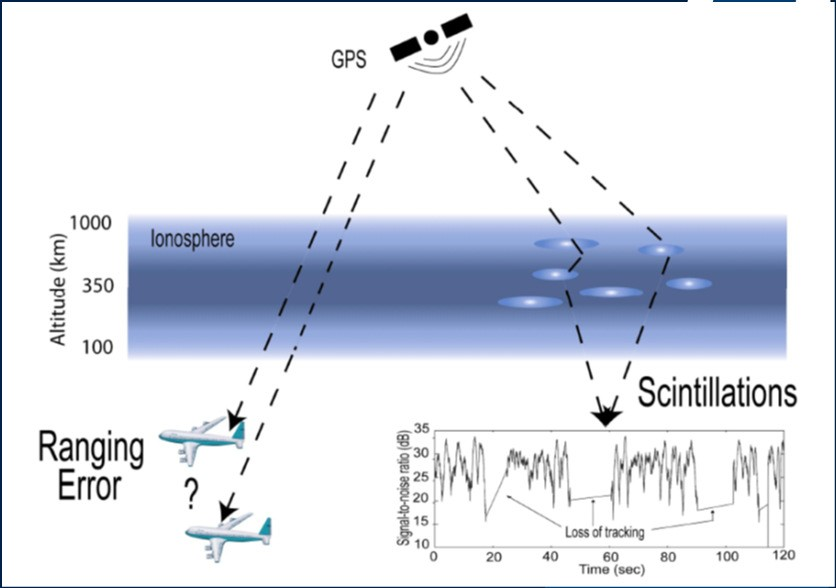 GPS
1000
Ionosphere
Altitude (km)
350
100
Scintillations
Ranging
Error
?
Signal-to-noise ratio (dB)
35
30
25
20
15
10
Loss of tracking
0 20 40 60 80 100 120
Time (sec)